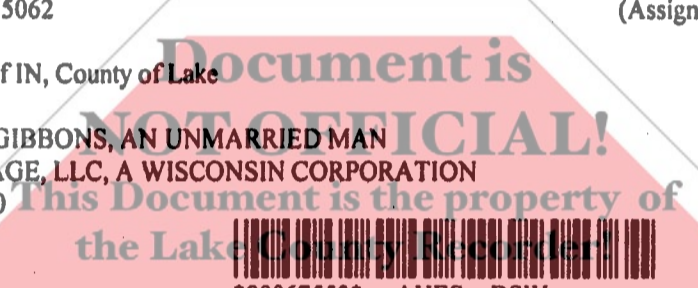 5062 (Assign
Document is
f IN, County of Lake
NOT OFFICIAL!
GIBBONS, AN UNMARRIED MAN
AGE, LLC, A WISCONSIN CORPORATION
This Document is the property of
the Lake County Recorder!